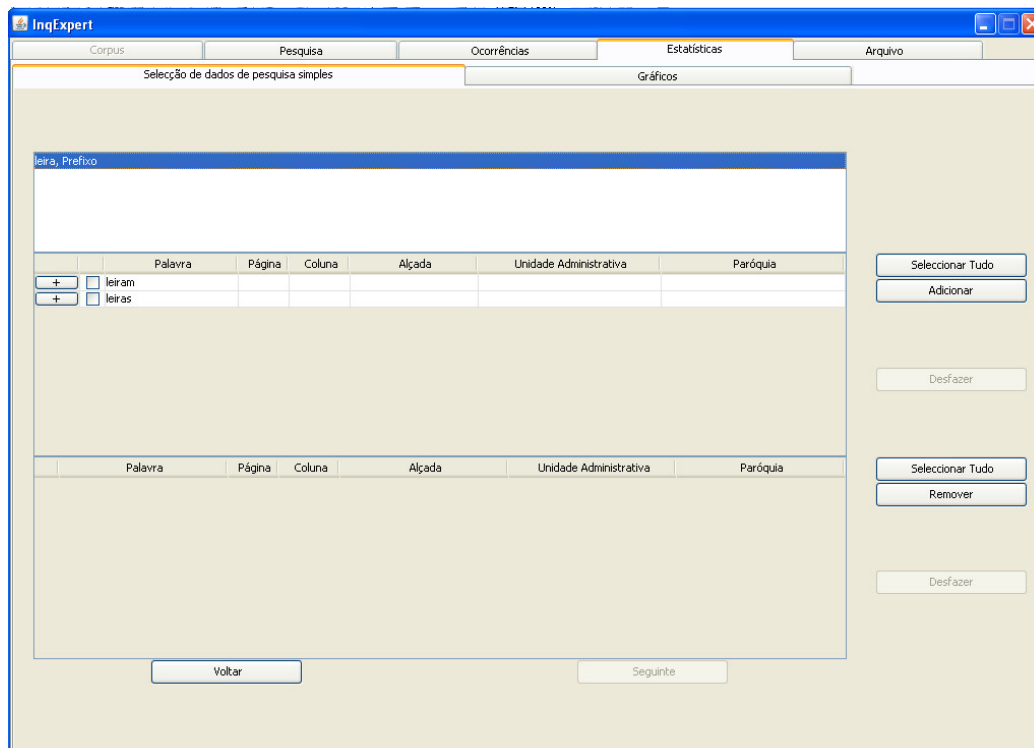 InqExpert
Corpus Pesquisa Ocorrências Estatísticas Arquivo
Selecção de dados de pesquisa simples Gráficos
leira, Prefixo
Palavra Página Coluna Alçada Unidade Administrativa Paróquia
Seleccionar Tudo
+ leiram
Adicionar
+ leiras
Desfazer
Palavra Página Coluna Alçada Unidade Administrativa Paróquia
Seleccionar Tudo
Remover
Desfazer
Voltar Seguinte